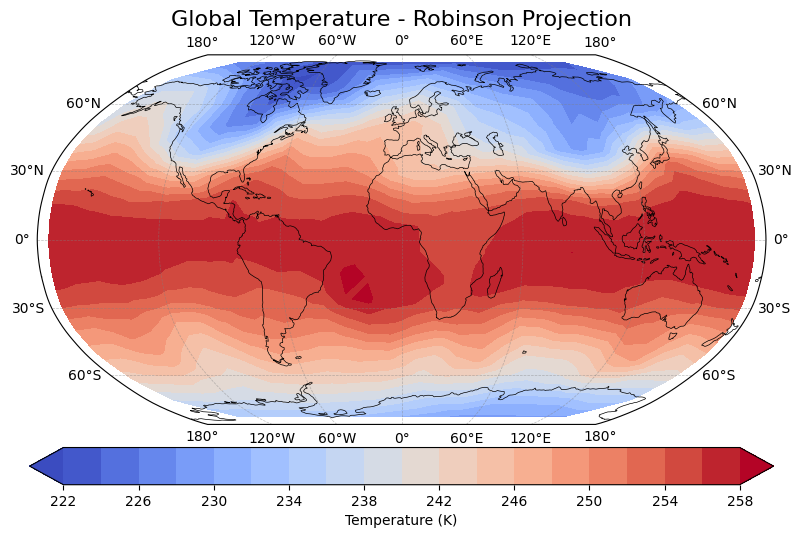 Global Temperature - Robinson Projection
180° 120°W 60°W 0° 60°E 120°E 180°
60°N 60°N
30°N 30°N
0° 0°
30°S 30°S
60°S 60°S
180° 120°W 60°W 0° 60°E 120°E 180°
222 226 230 234 238 242 246 250 254 258
Temperature (K)